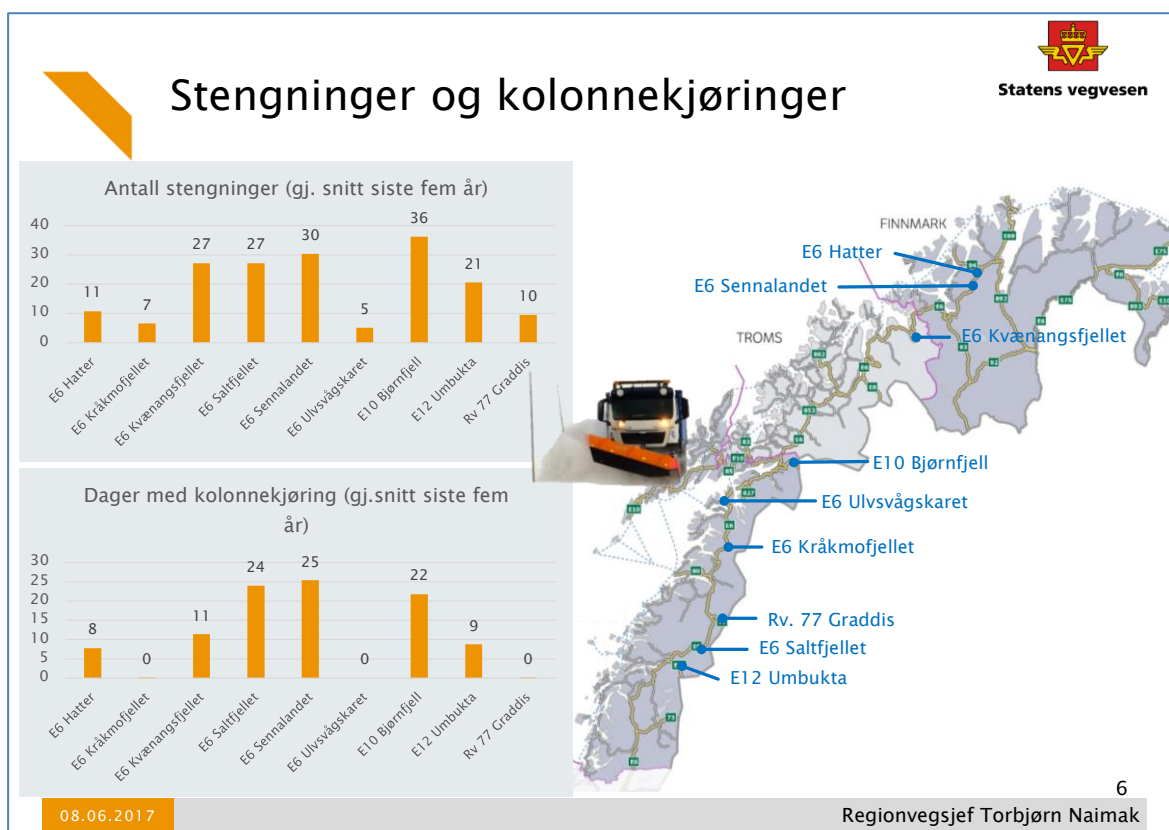 Stengninger og kolonnekjøringer
Statens vegvesen
Antall stengninger (gj. snitt siste fem år)
40
30
20
10
0
11
7
27
27
30
5
36
21
10
E6 Hatter
E6 Kråkmofjellet
E6 Kvænangsfjellet
E6 Saltfjellet
E6 Sennalandet
E6 Ulvsvågskaret
E10 Bjørnfjell
E12 Umbukta
Rv 77 Graddis
Dager med kolonnekjøring (gj.snitt siste fem
år)
30
25
20
15
10
5
0
8
0
11
24
25
0
22
9
0
E6 Hatter
E6 Kråkmofjellet
E6 Kvænangsfjellet
E6 Saltfjellet
E6 Sennalandet
E6 Ulvsvågskaret
E10 Bjørnfjell
E12 Umbukta
Rv 77 Graddis
FINNMARK
E6 Hatter
E6 Sennalandet
TROMS
E6 Kvænangsfjellet
E10 Bjørnfjell
E6 Ulvsvågskaret
E6 Kråkmofjellet
Rv. 77 Graddis
E6 Saltfjellet
E12 Umbukta
6
08.06.2017
Regionvegsjef Torbjørn Naimak